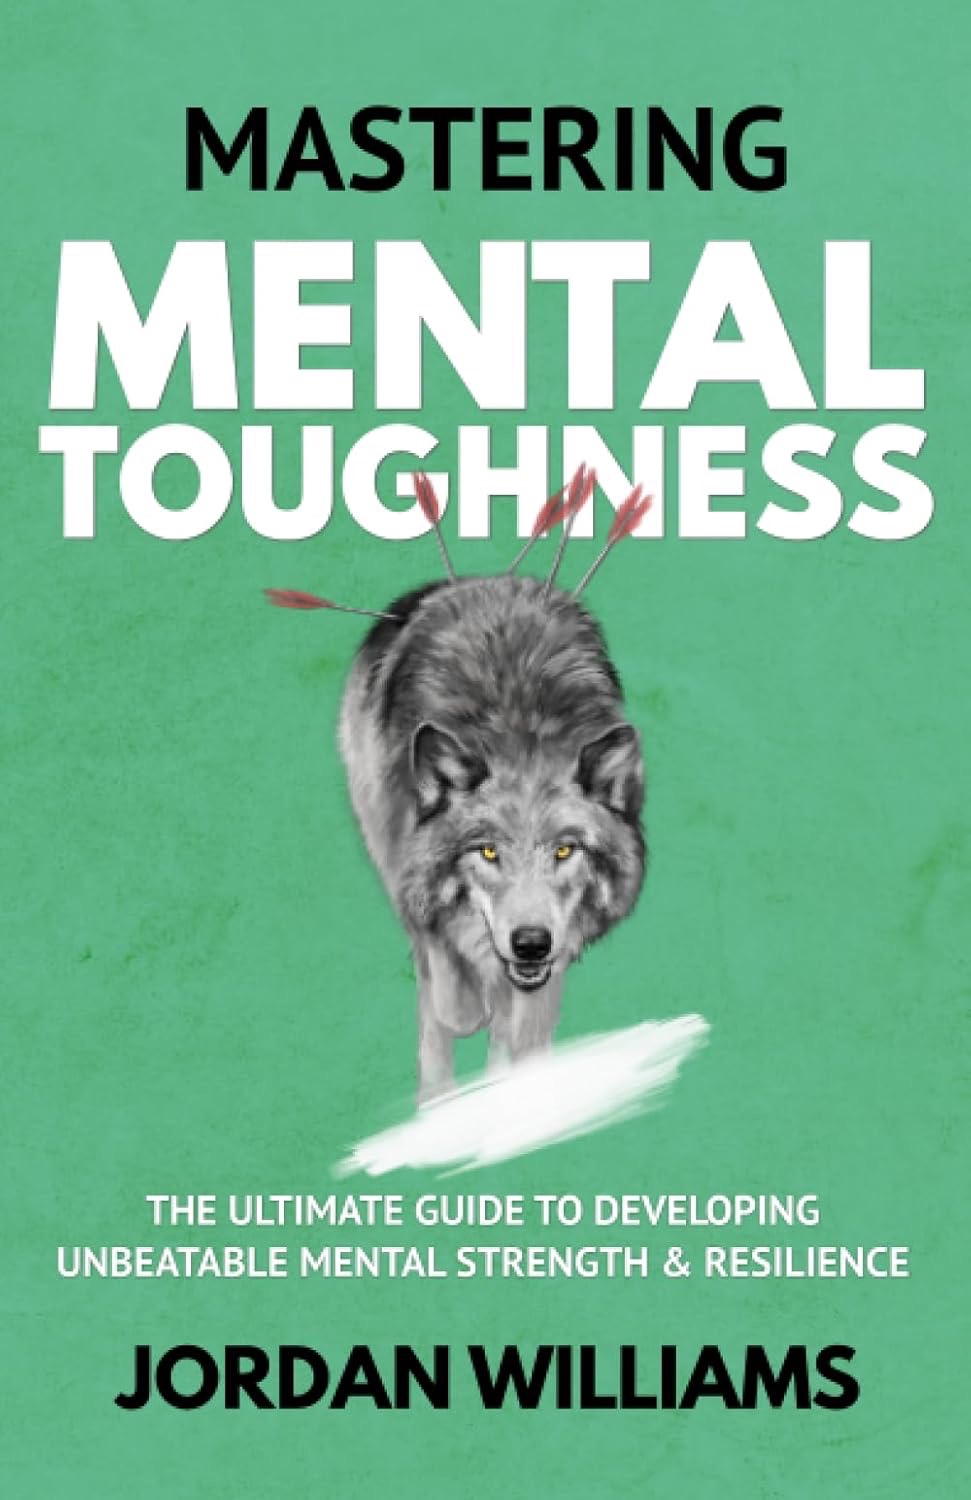 MASTERING
MENTAL
TOUGHNESS
THE ULTIMATE GUIDE TO DEVELOPING
UNBEATABLE MENTAL STRENGTH & RESILIENCE
JORDAN WILLIAMS